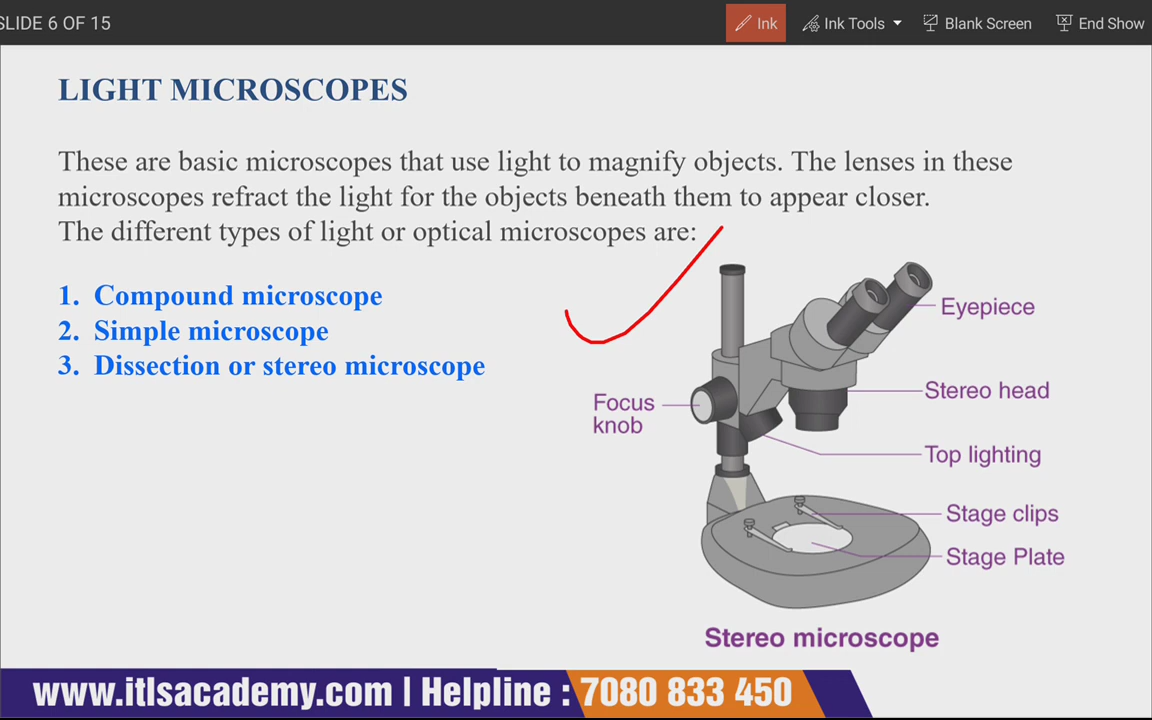 SLIDE 6 OF 15
Ink
Ink Tools
Blank Screen
End Show
LIGHT MICROSCOPES
These are basic microscopes that use light to magnify objects. The lenses in these
microscopes refract the light for the objects beneath them to appear closer.
The different types of light or optical microscopes are:
1. Compound microscope
2. Simple microscope
3. Dissection or stereo microscope
Eyepiece
Stereo head
Focus
knob
Top lighting
Stage clips
Stage Plate
Stereo microscope
www.itlsacademy.com | Helpline : 7080 833 450